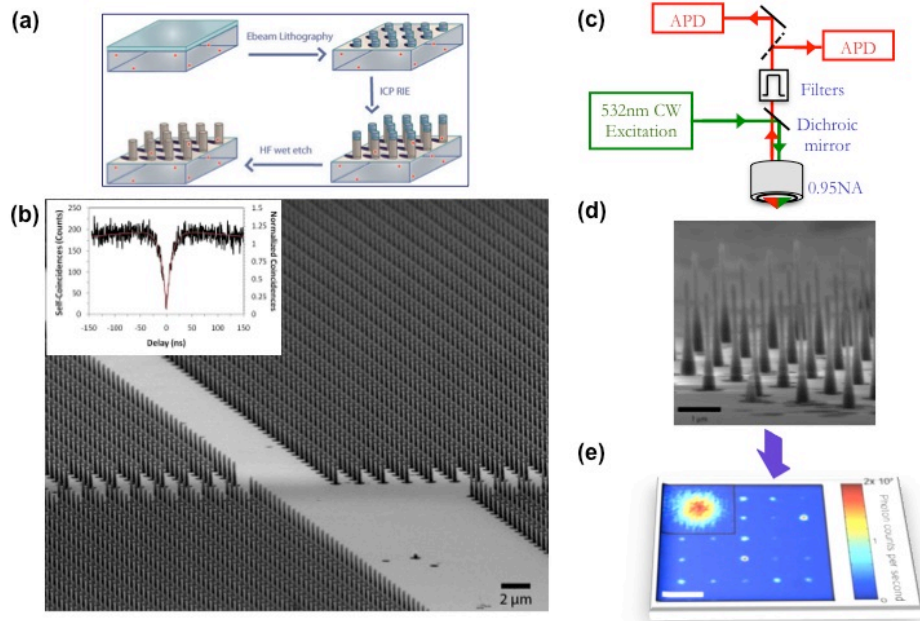 (a)
Ebeam Lithography
ICP RIE
HF wet etch
(b)
Self-Coincidences (Counts)
250
200
150
100
50
0
1.5
1.25
1
0.75
0.5
0.25
0
Normalized Coincidences
-150
-100
-50
0
50
100
150
Delay (ns)
2 μm
(c)
APD
APD
Filters
532nm CW
Excitation
Dichroic
mirror
0.95NA
(d)
1 μm
(e)
Photon counts per second
0